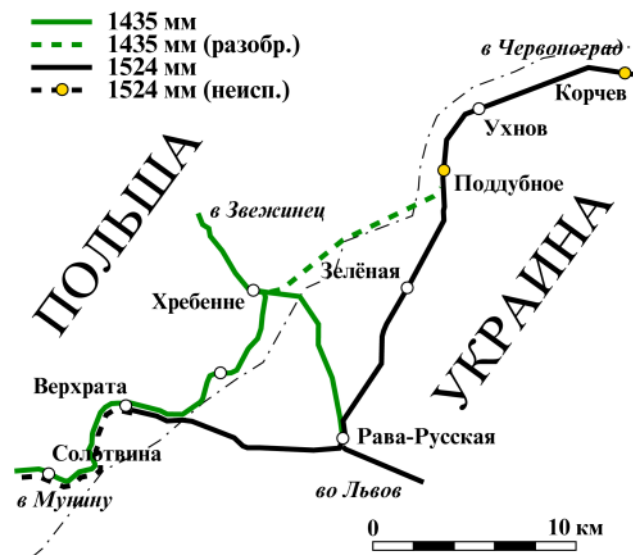 1435 мм
1435 мм (разобр.)
1524 мм
1524 мм (неисп.)
в Червоноград
Корчев
Ухнов
ПОЛЬША
Поддубное
в Звежинец
УКРАИНА
Зелёная
Хребенне
Верхрата
Рава-Русская
Солотвина
в Мушину
во Львов
0 10 км